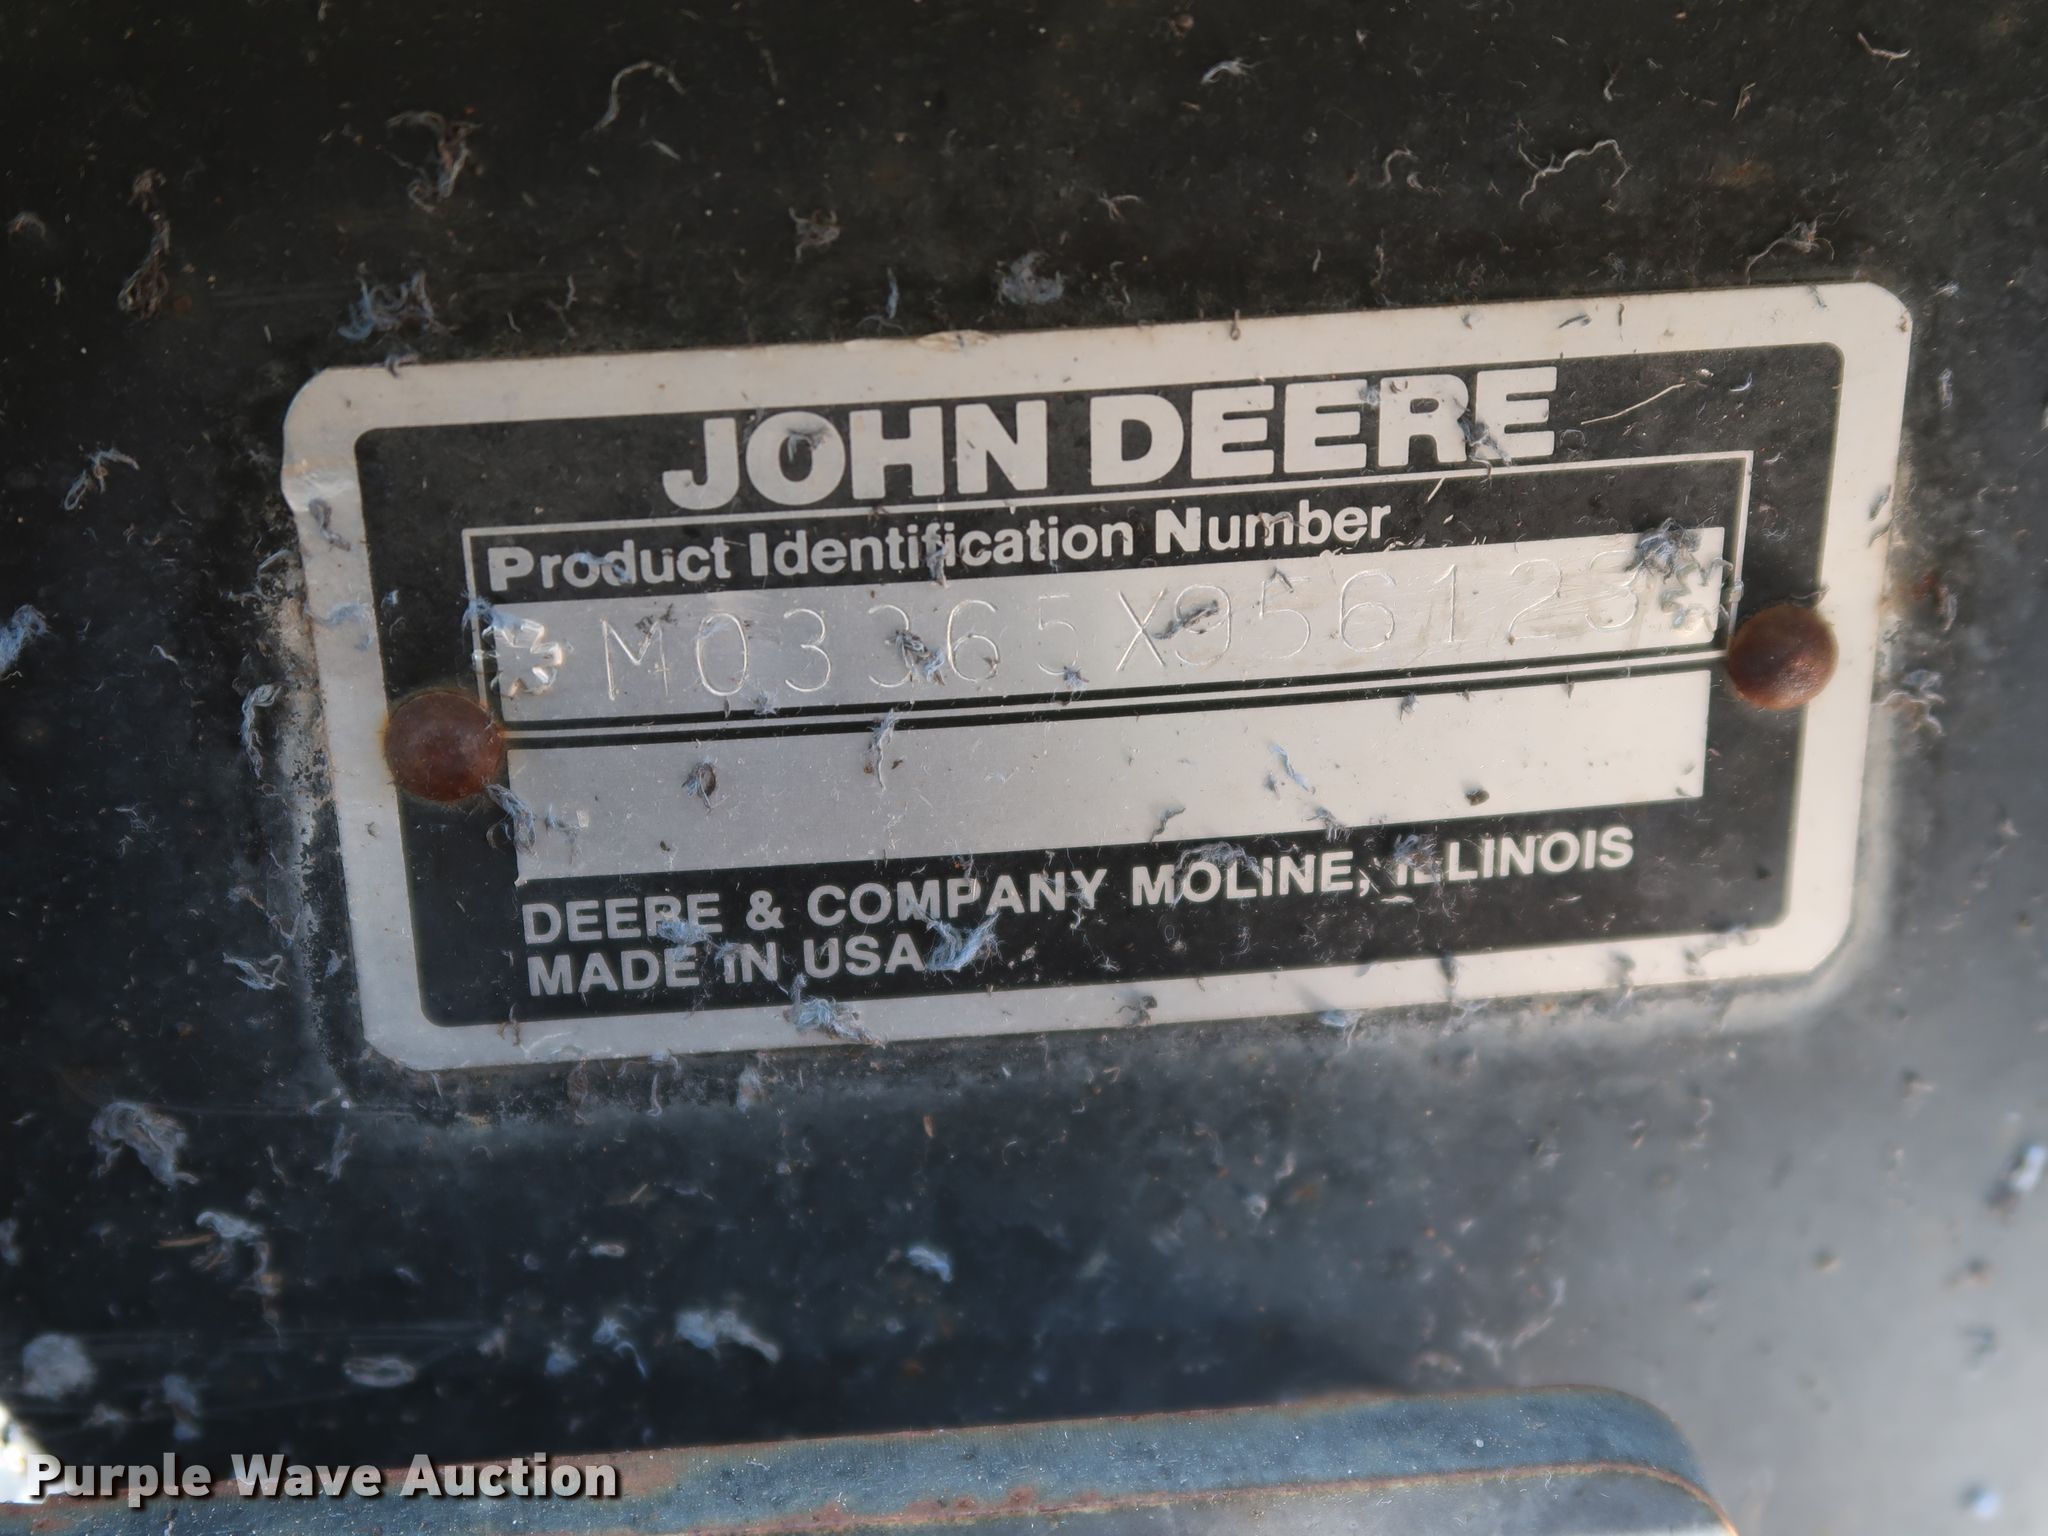 JOHN DEERE
Product Identification Number
*M03365X956123*
DEERE & COMPANY MOLINE, ILLINOIS
MADE IN USA
Purple Wave Auction